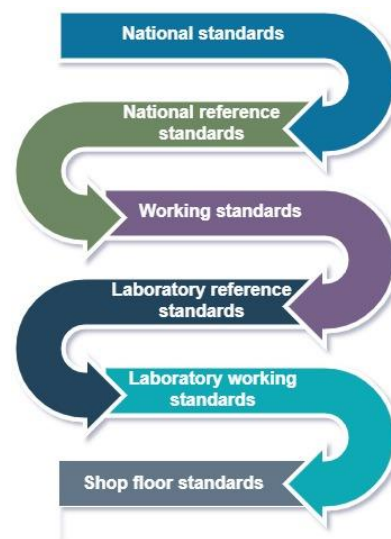 National standards
National reference
standards
Working standards
Laboratory reference
standards
Laboratory working
standards
Shop floor standards